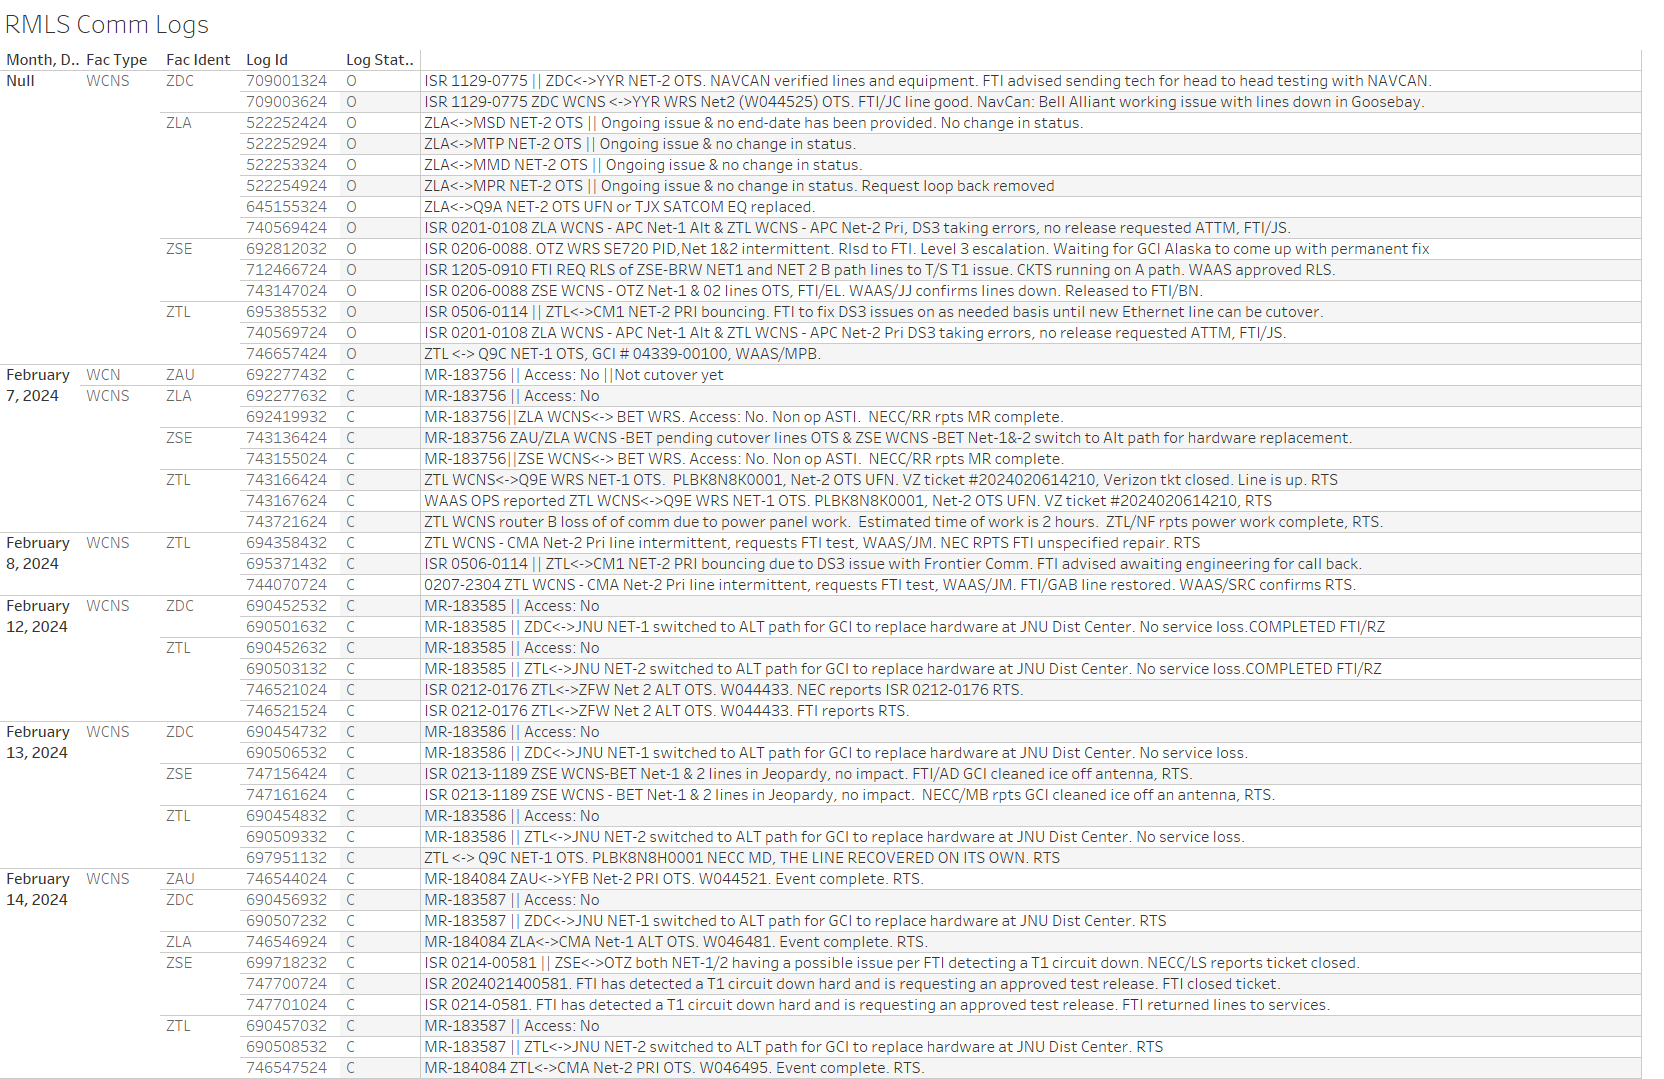 RMLS Comm Logs
Month, D.. Fac Type Fac Ident Log Id Log Stat..
Null WCNS ZDC 709001324 O ISR 1129-0775 || ZDC<->YYR NET-2 OTS. NAVCAN verified lines and equipment. FTI advised sending tech for head to head testing with NAVCAN.
709003624 O ISR 1129-0775 ZDC WCNS <->YYR WRS Net2 (W044525) OTS. FTI/JC line good. NavCan: Bell Alliant working issue with lines down in Goosebay.
ZLA 522252424 O ZLA<->MSD NET-2 OTS || Ongoing issue & no end-date has been provided. No change in status.
522252924 O ZLA<->MTP NET-2 OTS || Ongoing issue & no change in status.
522253324 O ZLA<->MMD NET-2 OTS || Ongoing issue & no change in status.
522254924 O ZLA<->MPR NET-2 OTS || Ongoing issue & no change in status. Request loop back removed
645155324 O ZLA<->Q9A NET-2 OTS UFN or TJX SATCOM EQ replaced.
740569424 O ISR 0201-0108 ZLA WCNS - APC Net-1 Alt & ZTL WCNS - APC Net-2 Pri, DS3 taking errors, no release requested ATTM, FTI/JS.
ZSE 692812032 O ISR 0206-0088. OTZ WRS SE720 PID,Net 1&2 intermittent. Rlsd to FTI. Level 3 escalation. Waiting for GCI Alaska to come up with permanent fix
712466724 O ISR 1205-0910 FTI REQ RLS of ZSE-BRW NET1 and NET 2 B path lines to T/S T1 issue. CKTS running on A path. WAAS approved RLS.
743147024 O ISR 0206-0088 ZSE WCNS - OTZ Net-1 & 02 lines OTS, FTI/EL. WAAS/JJ confirms lines down. Released to FTI/BN.
ZTL 695385532 O ISR 0506-0114 || ZTL<->CM1 NET-2 PRI bouncing. FTI to fix DS3 issues on as needed basis until new Ethernet line can be cutover.
740569724 O ISR 0201-0108 ZLA WCNS - APC Net-1 Alt & ZTL WCNS - APC Net-2 Pri DS3 taking errors, no release requested ATTM, FTI/JS.
746657424 O ZTL <-> Q9C NET-1 OTS, GCI # 04339-00100, WAAS/MPB.
February WCN ZAU 692277432 C MR-183756 || Access: No ||Not cutover yet
7, 2024 WCNS ZLA 692277632 C MR-183756 || Access: No
692419932 C MR-183756||ZLA WCNS<-> BET WRS. Access: No. Non op ASTI.  NECC/RR rpts MR complete.
ZSE 743136424 C MR-183756 ZAU/ZLA WCNS -BET pending cutover lines OTS & ZSE WCNS -BET Net-1&-2 switch to Alt path for hardware replacement.
743155024 C MR-183756||ZSE WCNS<-> BET WRS. Access: No. Non op ASTI.  NECC/RR rpts MR complete.
ZTL 743166424 C ZTL WCNS<->Q9E WRS NET-1 OTS.  PLBK8N8K0001, Net-2 OTS UFN. VZ ticket #2024020614210, Verizon tkt closed. Line is up. RTS
743167624 C WAAS OPS reported ZTL WCNS<->Q9E WRS NET-1 OTS. PLBK8N8K0001, Net-2 OTS UFN. VZ ticket #2024020614210, RTS
743721624 C ZTL WCNS router B loss of of comm due to power panel work.  Estimated time of work is 2 hours.  ZTL/NF rpts power work complete, RTS.
February WCNS ZTL 694358432 C ZTL WCNS - CMA Net-2 Pri line intermittent, requests FTI test, WAAS/JM. NEC RPTS FTI unspecified repair. RTS
8, 2024 695371432 C ISR 0506-0114 || ZTL<->CM1 NET-2 PRI bouncing due to DS3 issue with Frontier Comm. FTI advised awaiting engineering for call back.
744070724 C 0207-2304 ZTL WCNS - CMA Net-2 Pri line intermittent, requests FTI test, WAAS/JM. FTI/GAB line restored. WAAS/SRC confirms RTS.
February WCNS ZDC 690452532 C MR-183585 || Access: No
12, 2024 690501632 C MR-183585 || ZDC<->JNU NET-1 switched to ALT path for GCI to replace hardware at JNU Dist Center. No service loss.COMPLETED FTI/RZ
ZTL 690452632 C MR-183585 || Access: No
690503132 C MR-183585 || ZTL<->JNU NET-2 switched to ALT path for GCI to replace hardware at JNU Dist Center. No service loss.COMPLETED FTI/RZ
746521024 C ISR 0212-0176 ZTL<->ZFW Net 2 ALT OTS. W044433. NEC reports ISR 0212-0176 RTS.
746521524 C ISR 0212-0176 ZTL<->ZFW Net 2 ALT OTS. W044433. FTI reports RTS.
February WCNS ZDC 690454732 C MR-183586 || Access: No
13, 2024 690506532 C MR-183586 || ZDC<->JNU NET-1 switched to ALT path for GCI to replace hardware at JNU Dist Center. No service loss.
ZSE 747156424 C ISR 0213-1189 ZSE WCNS-BET Net-1 & 2 lines in Jeopardy, no impact. FTI/AD GCI cleaned ice off antenna, RTS.
747161624 C ISR 0213-1189 ZSE WCNS - BET Net-1 & 2 lines in Jeopardy, no impact.  NECC/MB rpts GCI cleaned ice off an antenna, RTS.
ZTL 690454832 C MR-183586 || Access: No
690509332 C MR-183586 || ZTL<->JNU NET-2 switched to ALT path for GCI to replace hardware at JNU Dist Center. No service loss.
697951132 C ZTL <-> Q9C NET-1 OTS. PLBK8N8H0001 NECC MD, THE LINE RECOVERED ON ITS OWN. RTS
February WCNS ZAU 746544024 C MR-184084 ZAU<->YFB Net-2 PRI OTS. W044521. Event complete. RTS.
14, 2024 ZDC 690456932 C MR-183587 || Access: No
690507232 C MR-183587 || ZDC<->JNU NET-1 switched to ALT path for GCI to replace hardware at JNU Dist Center. RTS
ZLA 746546924 C MR-184084 ZLA<->CMA Net-1 ALT OTS. W046481. Event complete. RTS.
ZSE 699718232 C ISR 0214-00581 || ZSE<->OTZ both NET-1/2 having a possible issue per FTI detecting a T1 circuit down. NECC/LS reports ticket closed.
747700724 C ISR 2024021400581. FTI has detected a T1 circuit down hard and is requesting an approved test release. FTI closed ticket.
747701024 C ISR 0214-0581. FTI has detected a T1 circuit down hard and is requesting an approved test release. FTI returned lines to services.
ZTL 690457032 C MR-183587 || Access: No
690508532 C MR-183587 || ZTL<->JNU NET-2 switched to ALT path for GCI to replace hardware at JNU Dist Center. RTS
746547524 C MR-184084 ZTL<->CMA Net-2 PRI OTS. W046495. Event complete. RTS.